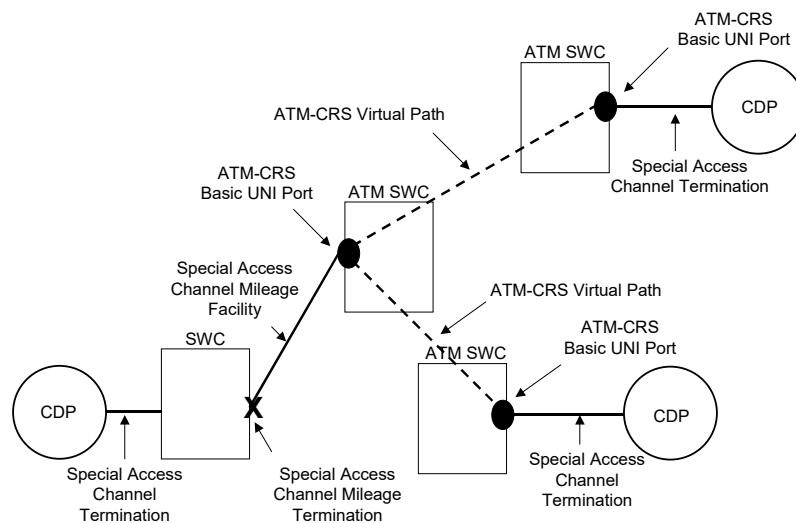 ATM-CRS
Basic UNI Port
ATM SWC
CDP
ATM-CRS Virtual Path
Special Access
Channel Termination
ATM-CRS
Basic UNI Port
ATM SWC
Special Access
Channel Mileage
Facility
ATM-CRS Virtual Path
SWC
ATM-CRS
Basic UNI Port
ATM SWC
CDP
X
CDP
Special Access
Channel
Termination
Special Access
Channel Mileage
Termination
Special Access
Channel
Termination